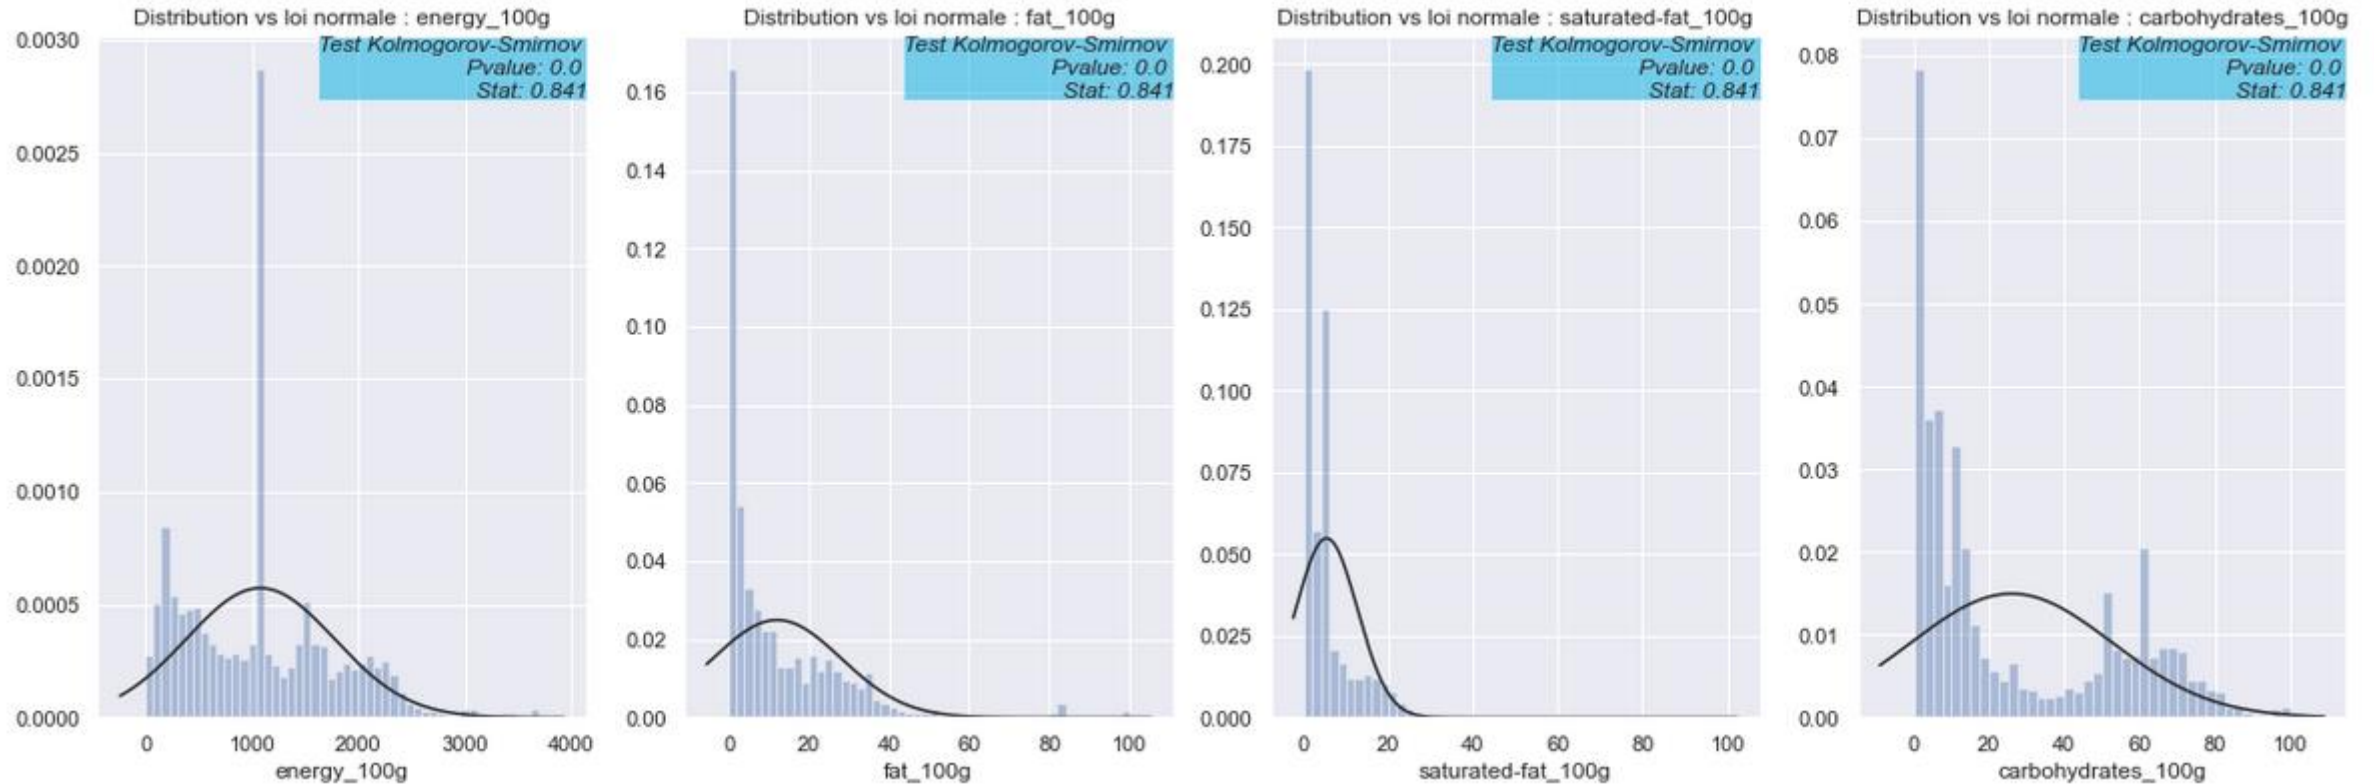 Distribution vs loi normale : energy_100g
Test Kolmogorov-Smirnov
Pvalue: 0.0
Stat: 0.841
0.0030
0.0025
0.0020
0.0015
0.0010
0.0005
0.0000
0 1000 2000 3000 4000
energy_100g
Distribution vs loi normale : fat_100g
Test Kolmogorov-Smirnov
Pvalue: 0.0
Stat: 0.841
0.16
0.14
0.12
0.10
0.08
0.06
0.04
0.02
0.00
0 20 40 60 80 100
fat_100g
Distribution vs loi normale : saturated-fat_100g
Test Kolmogorov-Smirnov
Pvalue: 0.0
Stat: 0.841
0.200
0.175
0.150
0.125
0.100
0.075
0.050
0.025
0.000
0 20 40 60 80 100
saturated-fat_100g
Distribution vs loi normale : carbohydrates_100g
Test Kolmogorov-Smirnov
Pvalue: 0.0
Stat: 0.841
0.08
0.07
0.06
0.05
0.04
0.03
0.02
0.01
0.00
0 20 40 60 80 100
carbohydrates_100g